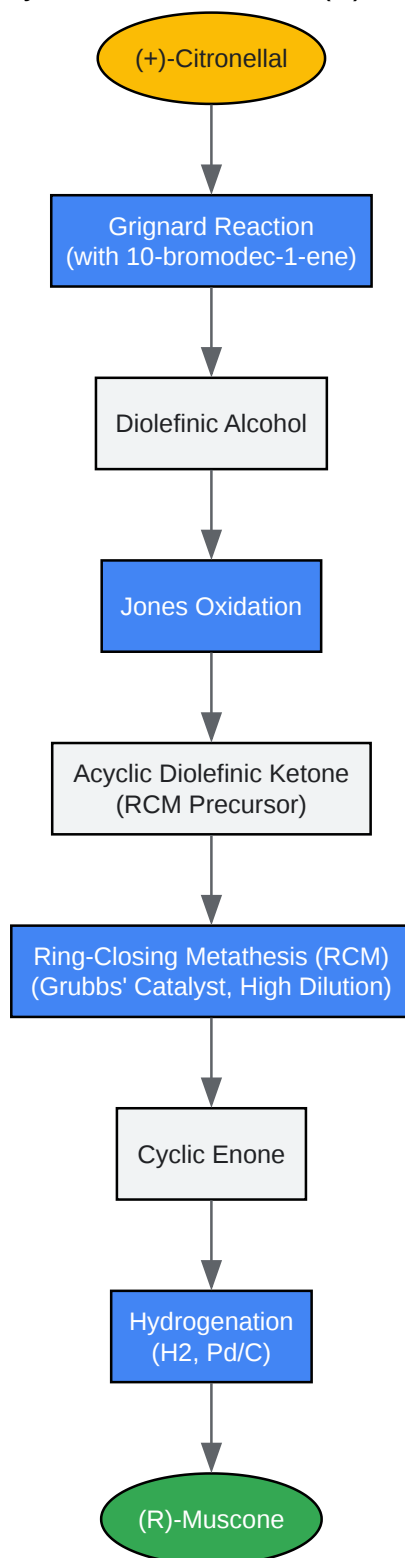 (+)-Citronellal
Grignard Reaction
(with 10-bromodec-1-ene)
Diolefinic Alcohol
Jones Oxidation
Acyclic Diolefinic Ketone
(RCM Precursor)
Ring-Closing Metathesis (RCM)
(Grubbs' Catalyst, High Dilution)
Cyclic Enone
Hydrogenation
(H2, Pd/C)
(R)-Muscone